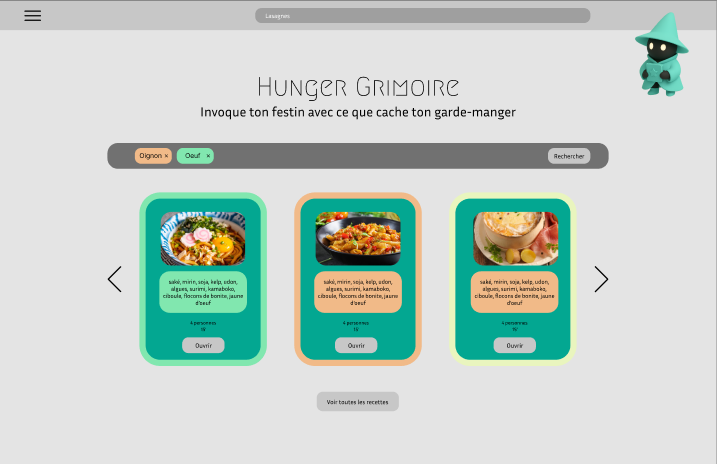 Lasagnes
Hunger Grimoire
Invoque ton festin avec ce que cache ton garde-manger
Oignon ×
Oeuf ×
Rechercher
saké, mirin, soja, kelp, udon,
algues, surimi, kamaboko,
ciboule, flocons de bonite, jaune
d'oeuf
4 personnes
Ouvrir
saké, mirin, soja, kelp, udon,
algues, surimi, kamaboko,
ciboule, flocons de bonite, jaune
d'oeuf
4 personnes
Ouvrir
saké, mirin, soja, kelp, udon,
algues, surimi, kamaboko,
ciboule, flocons de bonite, jaune
d'oeuf
4 personnes
Ouvrir
Voir toutes les recettes